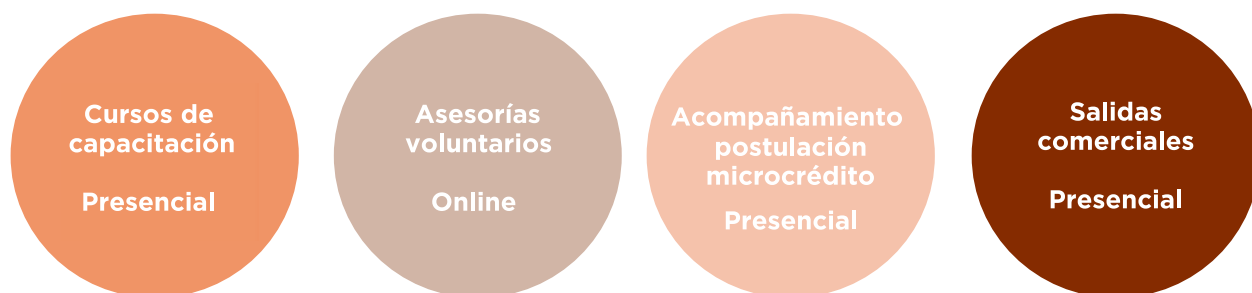 Cursos de
capacitación
Presencial
Asesorías
voluntarios
Online
Acompañamiento
postulación
microcrédito
Presencial
Salidas
comerciales
Presencial